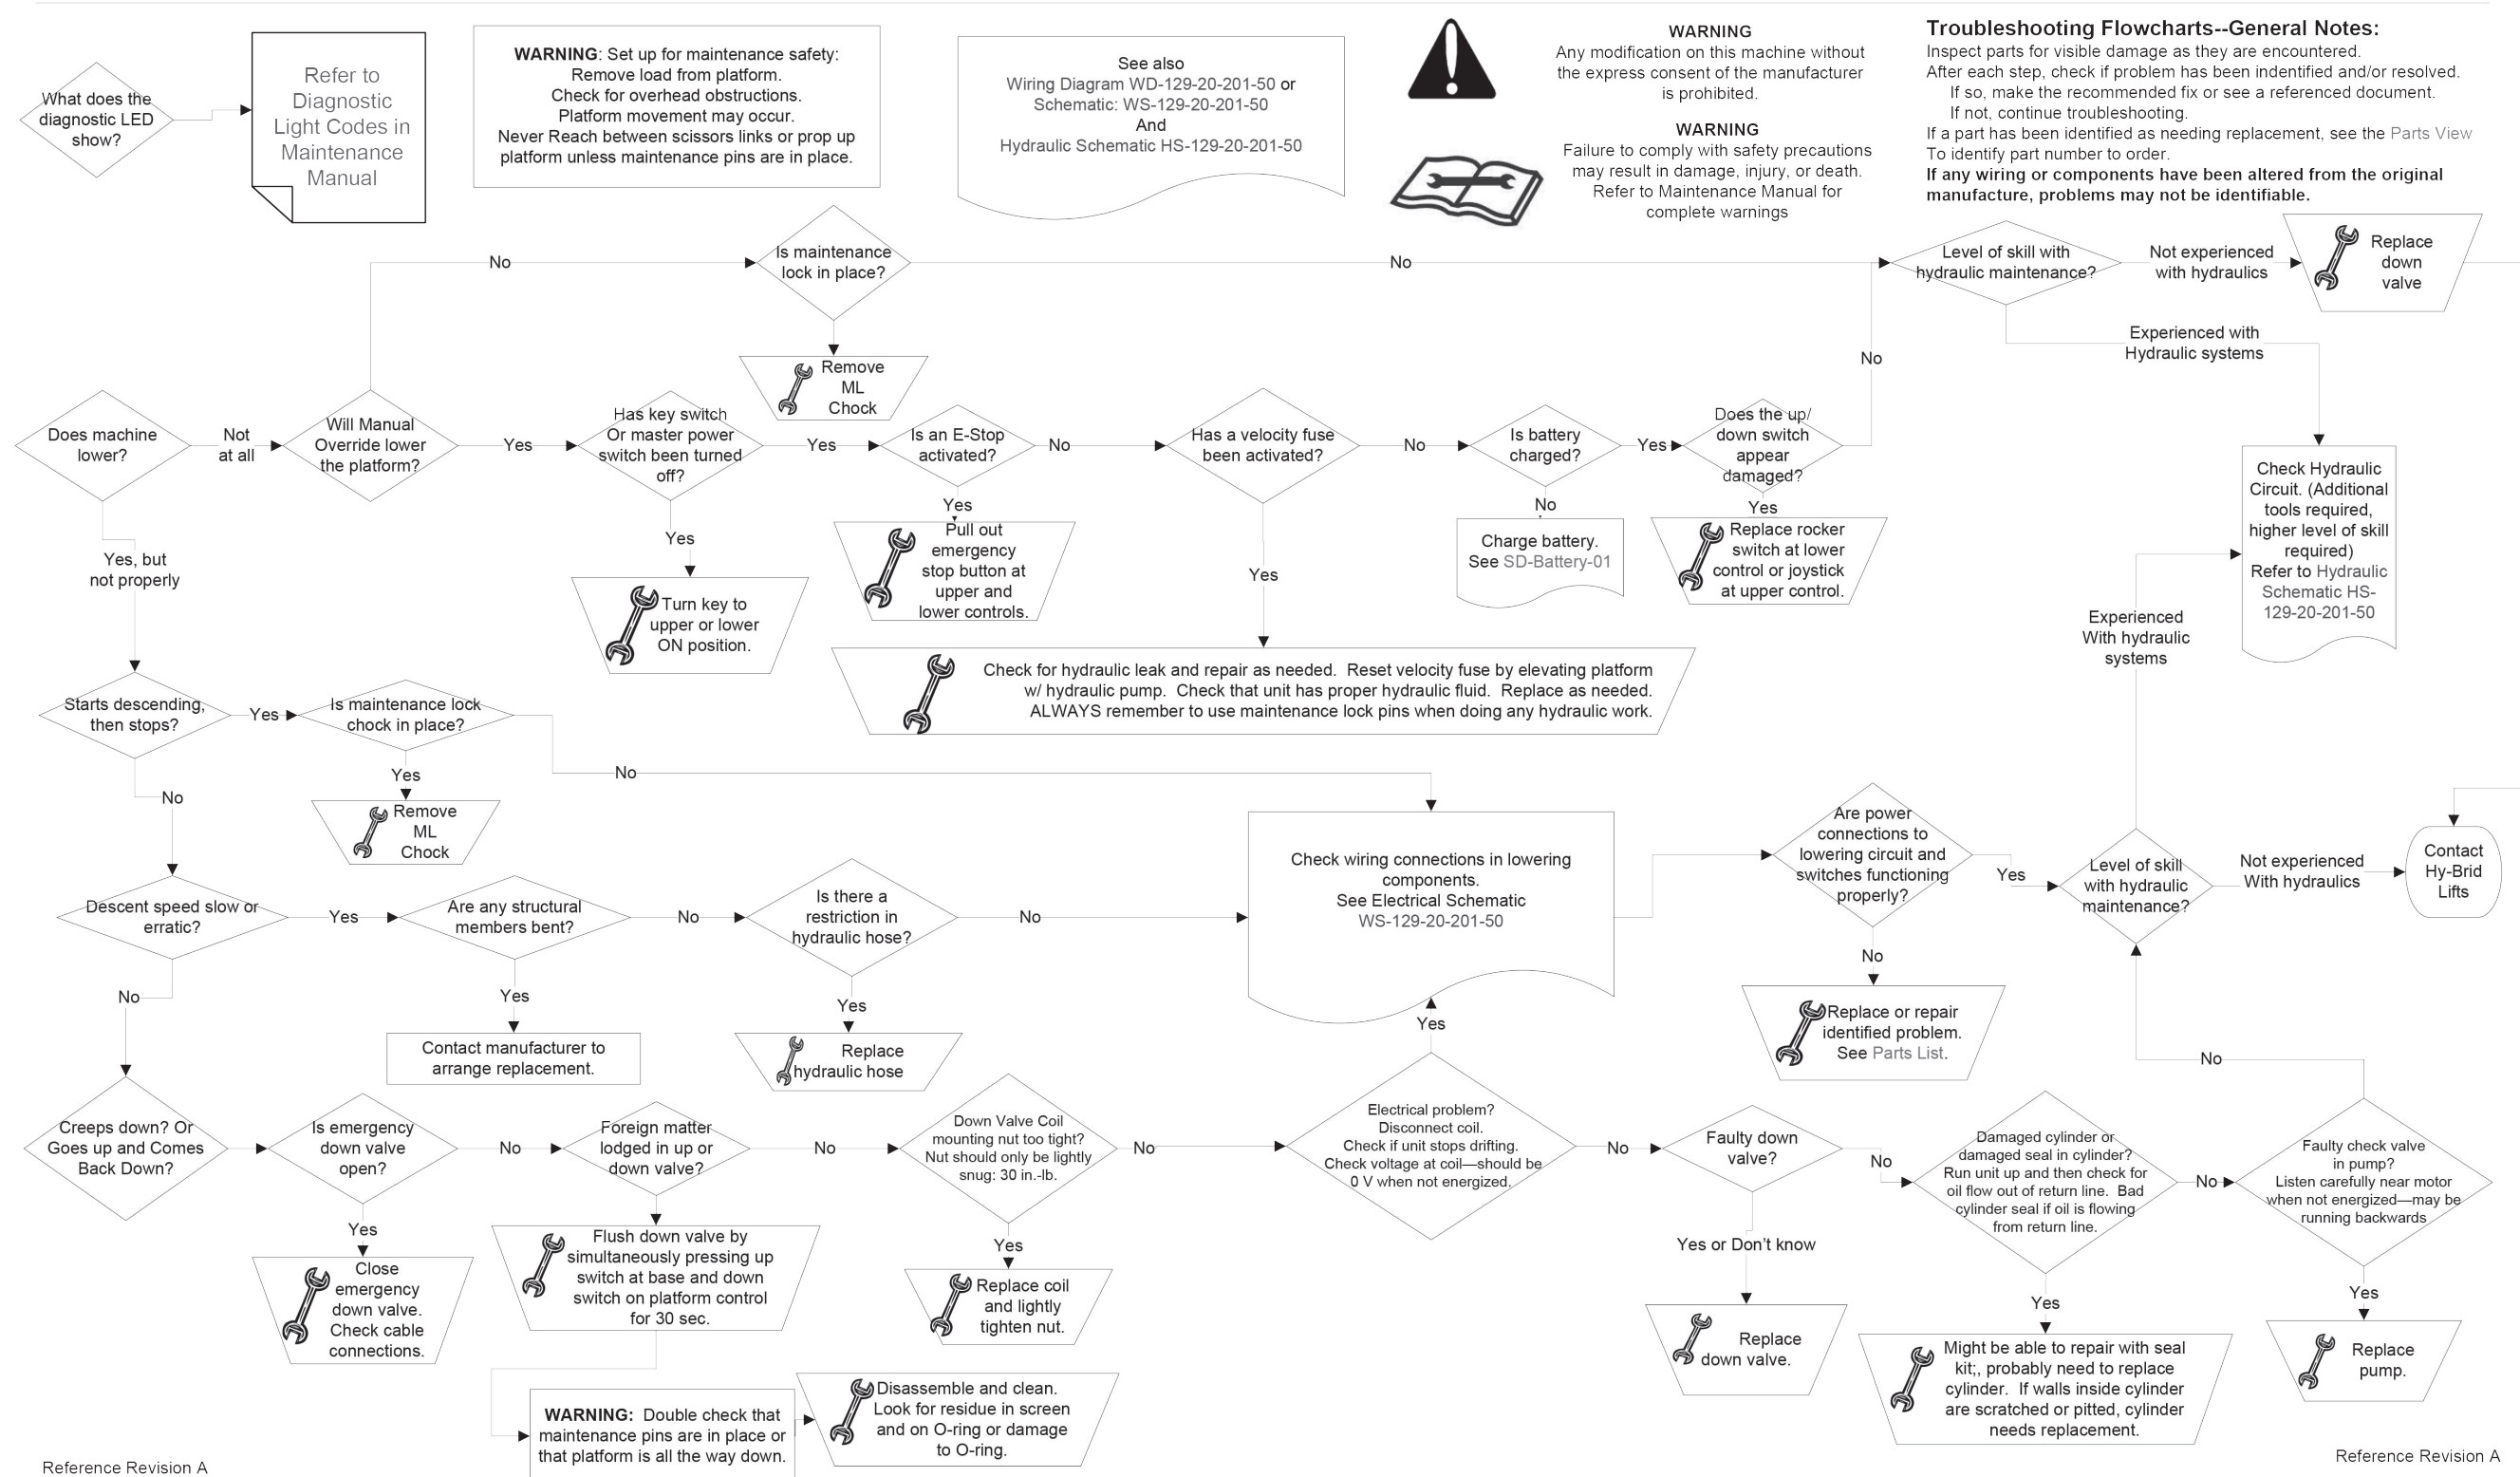 What does the
diagnostic LED
show?
Refer to
Diagnostic
Light Codes in
Maintenance
Manual
WARNING: Set up for maintenance safety:
Remove load from platform.
Check for overhead obstructions.
Platform movement may occur.
Never Reach between scissors links or prop up
platform unless maintenance pins are in place.
See also
Wiring Diagram WD-129-20-201-50 or
Schematic: WS-129-20-201-50
And
Hydraulic Schematic HS-129-20-201-50
WARNING
Any modification on this machine without
the express consent of the manufacturer
is prohibited.
WARNING
Failure to comply with safety precautions
may result in damage, injury, or death.
Refer to Maintenance Manual for
complete warnings
Troubleshooting Flowcharts--General Notes:
Inspect parts for visible damage as they are encountered.
After each step, check if problem has been indentified and/or resolved.
If so, make the recommended fix or see a referenced document.
If not, continue troubleshooting.
If a part has been identified as needing replacement, see the Parts View
To identify part number to order.
If any wiring or components have been altered from the original
manufacture, problems may not be identifiable.
No
Is maintenance
lock in place?
No
Level of skill with
hydraulic maintenance?
Not experienced
with hydraulics
Replace
down
valve
Experienced with
Hydraulic systems
Remove
ML
Chock
No
Does machine
lower?
Not
at all
Will Manual
Override lower
the platform?
Yes
Has key switch
Or master power
switch been turned
off?
Yes
Is an E-Stop
activated?
No
Has a velocity fuse
been activated?
No
Is battery
charged?
Yes
Does the up/
down switch
appear
damaged?
Yes
Turn key to
upper or lower
ON position.
Yes
Pull out
emergency
stop button at
upper and
lower controls.
Yes
No
Charge battery.
See SD-Battery-01
Yes
Replace rocker
switch at lower
control or joystick
at upper control.
Check Hydraulic
Circuit. (Additional
tools required,
higher level of skill
required)
Refer to Hydraulic
Schematic HS-
129-20-201-50
Yes, but
not properly
Check for hydraulic leak and repair as needed. Reset velocity fuse by elevating platform
w/ hydraulic pump. Check that unit has proper hydraulic fluid. Replace as needed.
ALWAYS remember to use maintenance lock pins when doing any hydraulic work.
Experienced
With hydraulic
systems
Starts descending,
then stops?
Yes
Is maintenance lock
chock in place?
No
Yes
Remove
ML
Chock
No
Check wiring connections in lowering
components.
See Electrical Schematic
WS-129-20-201-50
Are power
connections to
lowering circuit and
switches functioning
properly?
Yes
Level of skill
with hydraulic
maintenance?
Not experienced
With hydraulics
Contact
Hy-Brid
Lifts
Descent speed slow or
erratic?
Yes
Are any structural
members bent?
No
Is there a
restriction in
hydraulic hose?
No
No
Replace or repair
identified problem.
See Parts List.
No
Yes
Contact manufacturer to
arrange replacement.
Yes
Replace
hydraulic hose
Yes
No
Creeps down? Or
Goes up and Comes
Back Down?
Is emergency
down valve
open?
No
Foreign matter
lodged in up or
down valve?
No
Down Valve Coil
mounting nut too tight?
Nut should only be lightly
snug: 30 in.-lb.
No
Electrical problem?
Disconnect coil.
Check if unit stops drifting.
Check voltage at coil—should be
0 V when not energized.
No
Faulty down
valve?
No
Damaged cylinder or
damaged seal in cylinder?
Run unit up and then check for
oil flow out of return line. Bad
cylinder seal if oil is flowing
from return line.
No
Faulty check valve
in pump?
Listen carefully near motor
when not energized—may be
running backwards
Yes
Close
emergency
down valve.
Check cable
connections.
Flush down valve by
simultaneously pressing up
switch at base and down
switch on platform control
for 30 sec.
Yes
Replace coil
and lightly
tighten nut.
Yes or Don't know
Replace
down valve.
Yes
Might be able to repair with seal
kit;, probably need to replace
cylinder. If walls inside cylinder
are scratched or pitted, cylinder
needs replacement.
Yes
Replace
pump.
WARNING: Double check that
maintenance pins are in place or
that platform is all the way down.
Disassemble and clean.
Look for residue in screen
and on O-ring or damage
to O-ring.
Reference Revision A
Reference Revision A